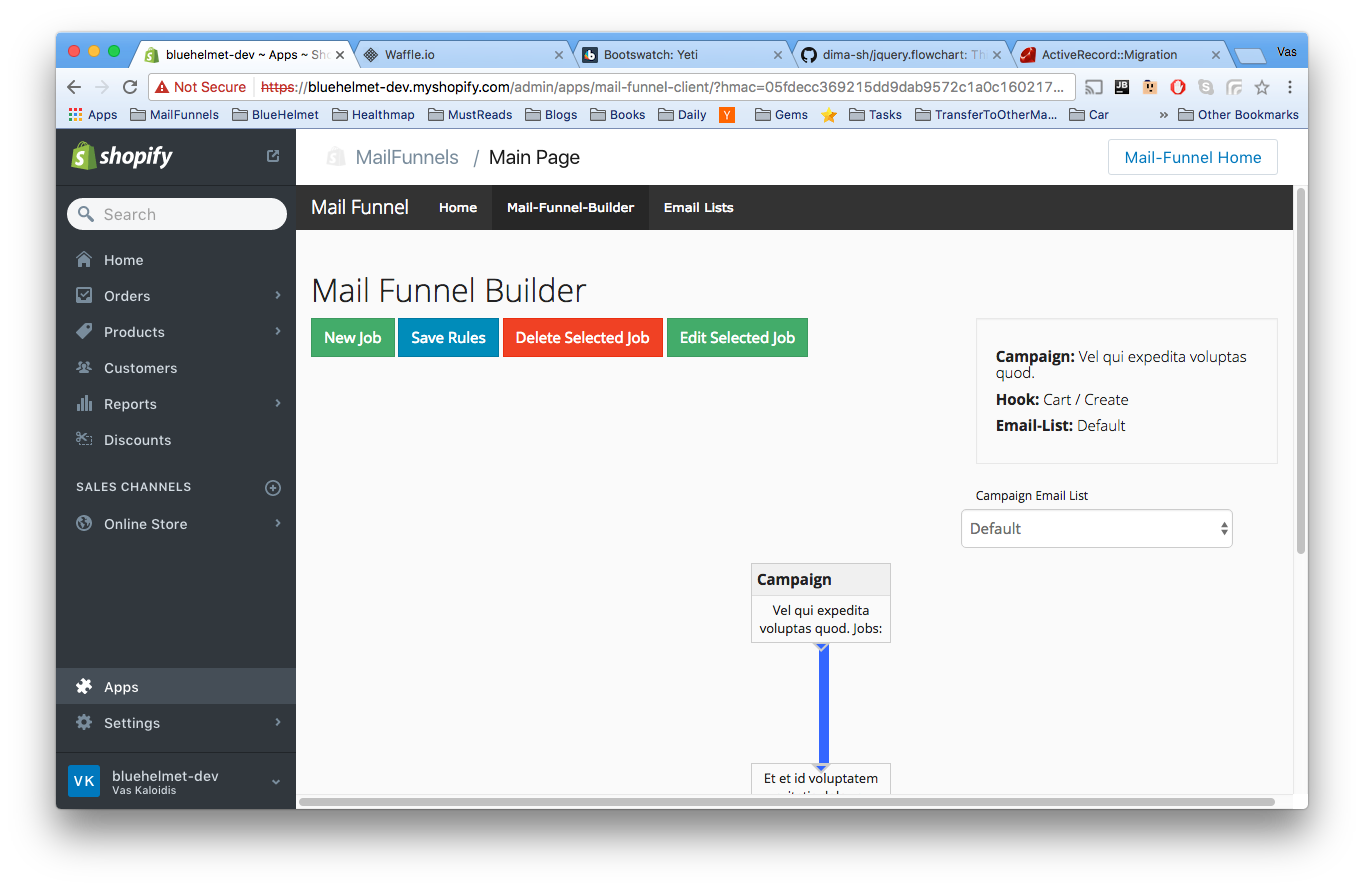 bluehelmet-dev ~ Apps ~ Sho
Waffle.io
Bootswatch: Yeti
dima-sh/jquery.flowchart: Thi
ActiveRecord::Migration
Vas
Not Secure
https://bluehelmet-dev.myshopify.com/admin/apps/mail-funnel-client/?hmac=05fdecc369215dd9dab9572c1a0c160217...
JB
Apps
MailFunnels
BlueHelmet
Healthmap
MustReads
Blogs
Books
Daily
Y
Gems
Tasks
TransferToOtherMa...
Car
»
Other Bookmarks
shopify
MailFunnels / Main Page
Mail-Funnel Home
Search
Mail Funnel
Home
Mail-Funnel-Builder
Email Lists
Home
Orders
Products
Customers
Reports
Discounts
SALES CHANNELS
Online Store
Apps
Settings
VK
bluehelmet-dev
Vas Kaloidis
Mail Funnel Builder
New Job
Save Rules
Delete Selected Job
Edit Selected Job
Campaign: Vel qui expedita voluptas
quod.
Hook: Cart / Create
Email-List: Default
Campaign Email List
Default
Campaign
Vel qui expedita
voluptas quod. Jobs:
Et et id voluptatem